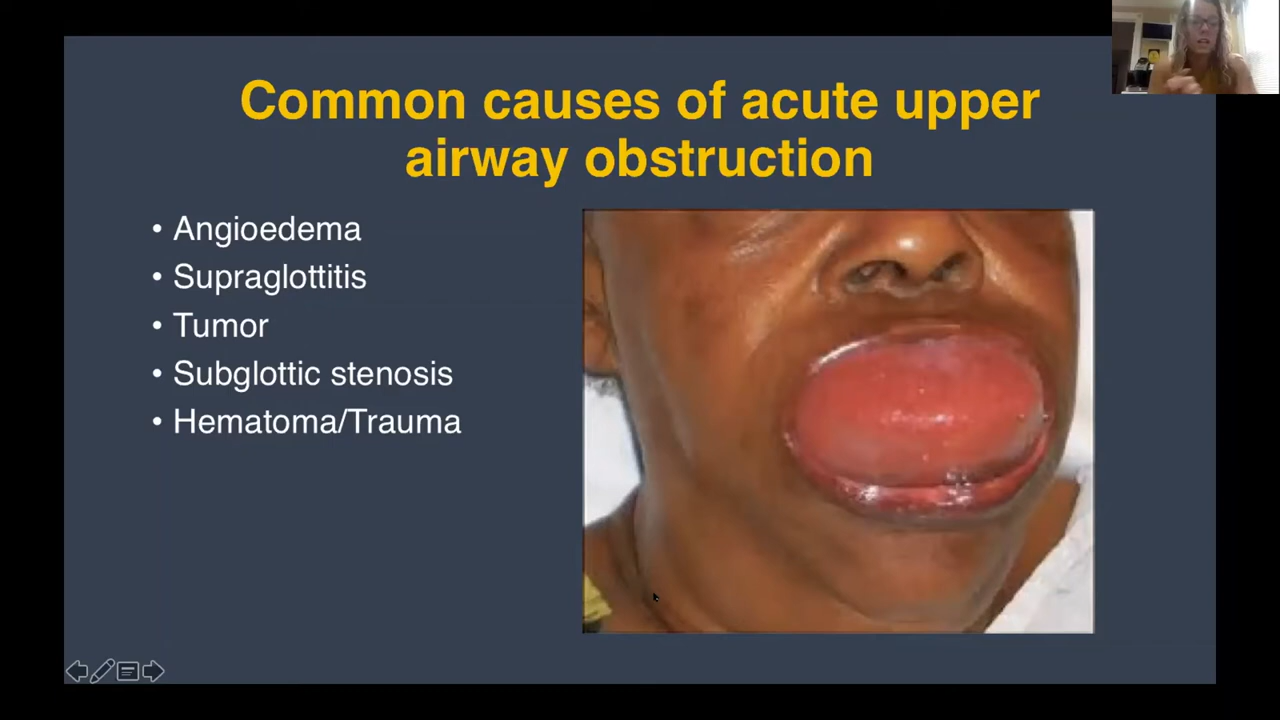 Common causes of acute upper
airway obstruction
• Angioedema
• Supraglottitis
• Tumor
• Subglottic stenosis
• Hematoma/Trauma